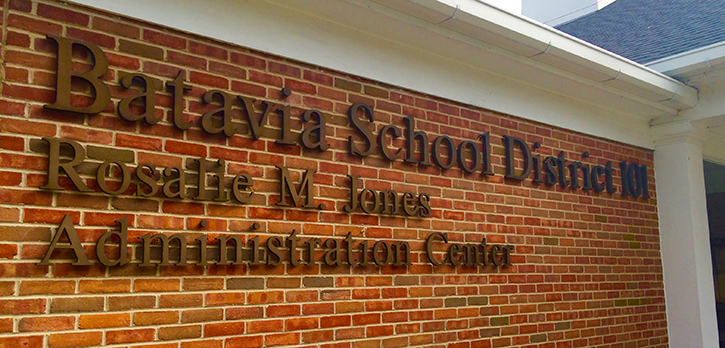 Batavia School District 101
Rosalie M. Jones
Administration Center